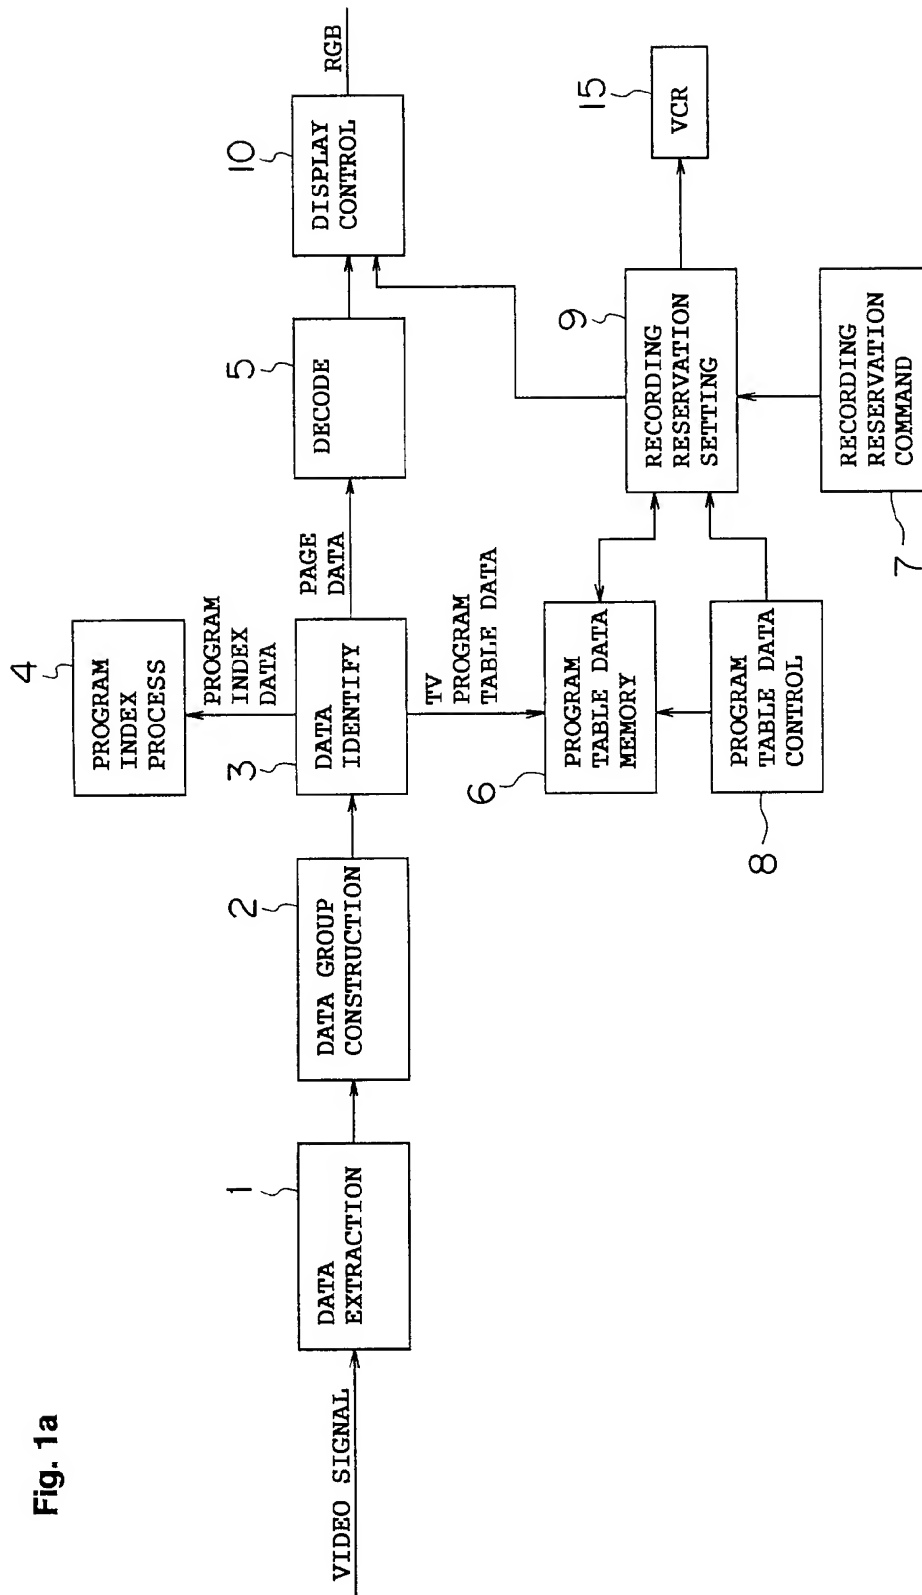 Fig. 1a
VIDEO SIGNAL
1
DATA
EXTRACTION
2
DATA GROUP
CONSTRUCTION
3
DATA
IDENTIFY
PROGRAM
INDEX
DATA
4
PROGRAM
INDEX
PROCESS
PAGE
DATA
5
DECODE
10
DISPLAY
CONTROL
RGB
TV
PROGRAM
TABLE DATA
6
PROGRAM
TABLE DATA
MEMORY
8
PROGRAM
TABLE DATA
CONTROL
9
RECORDING
RESERVATION
SETTING
7
RECORDING
RESERVATION
COMMAND
15
VCR